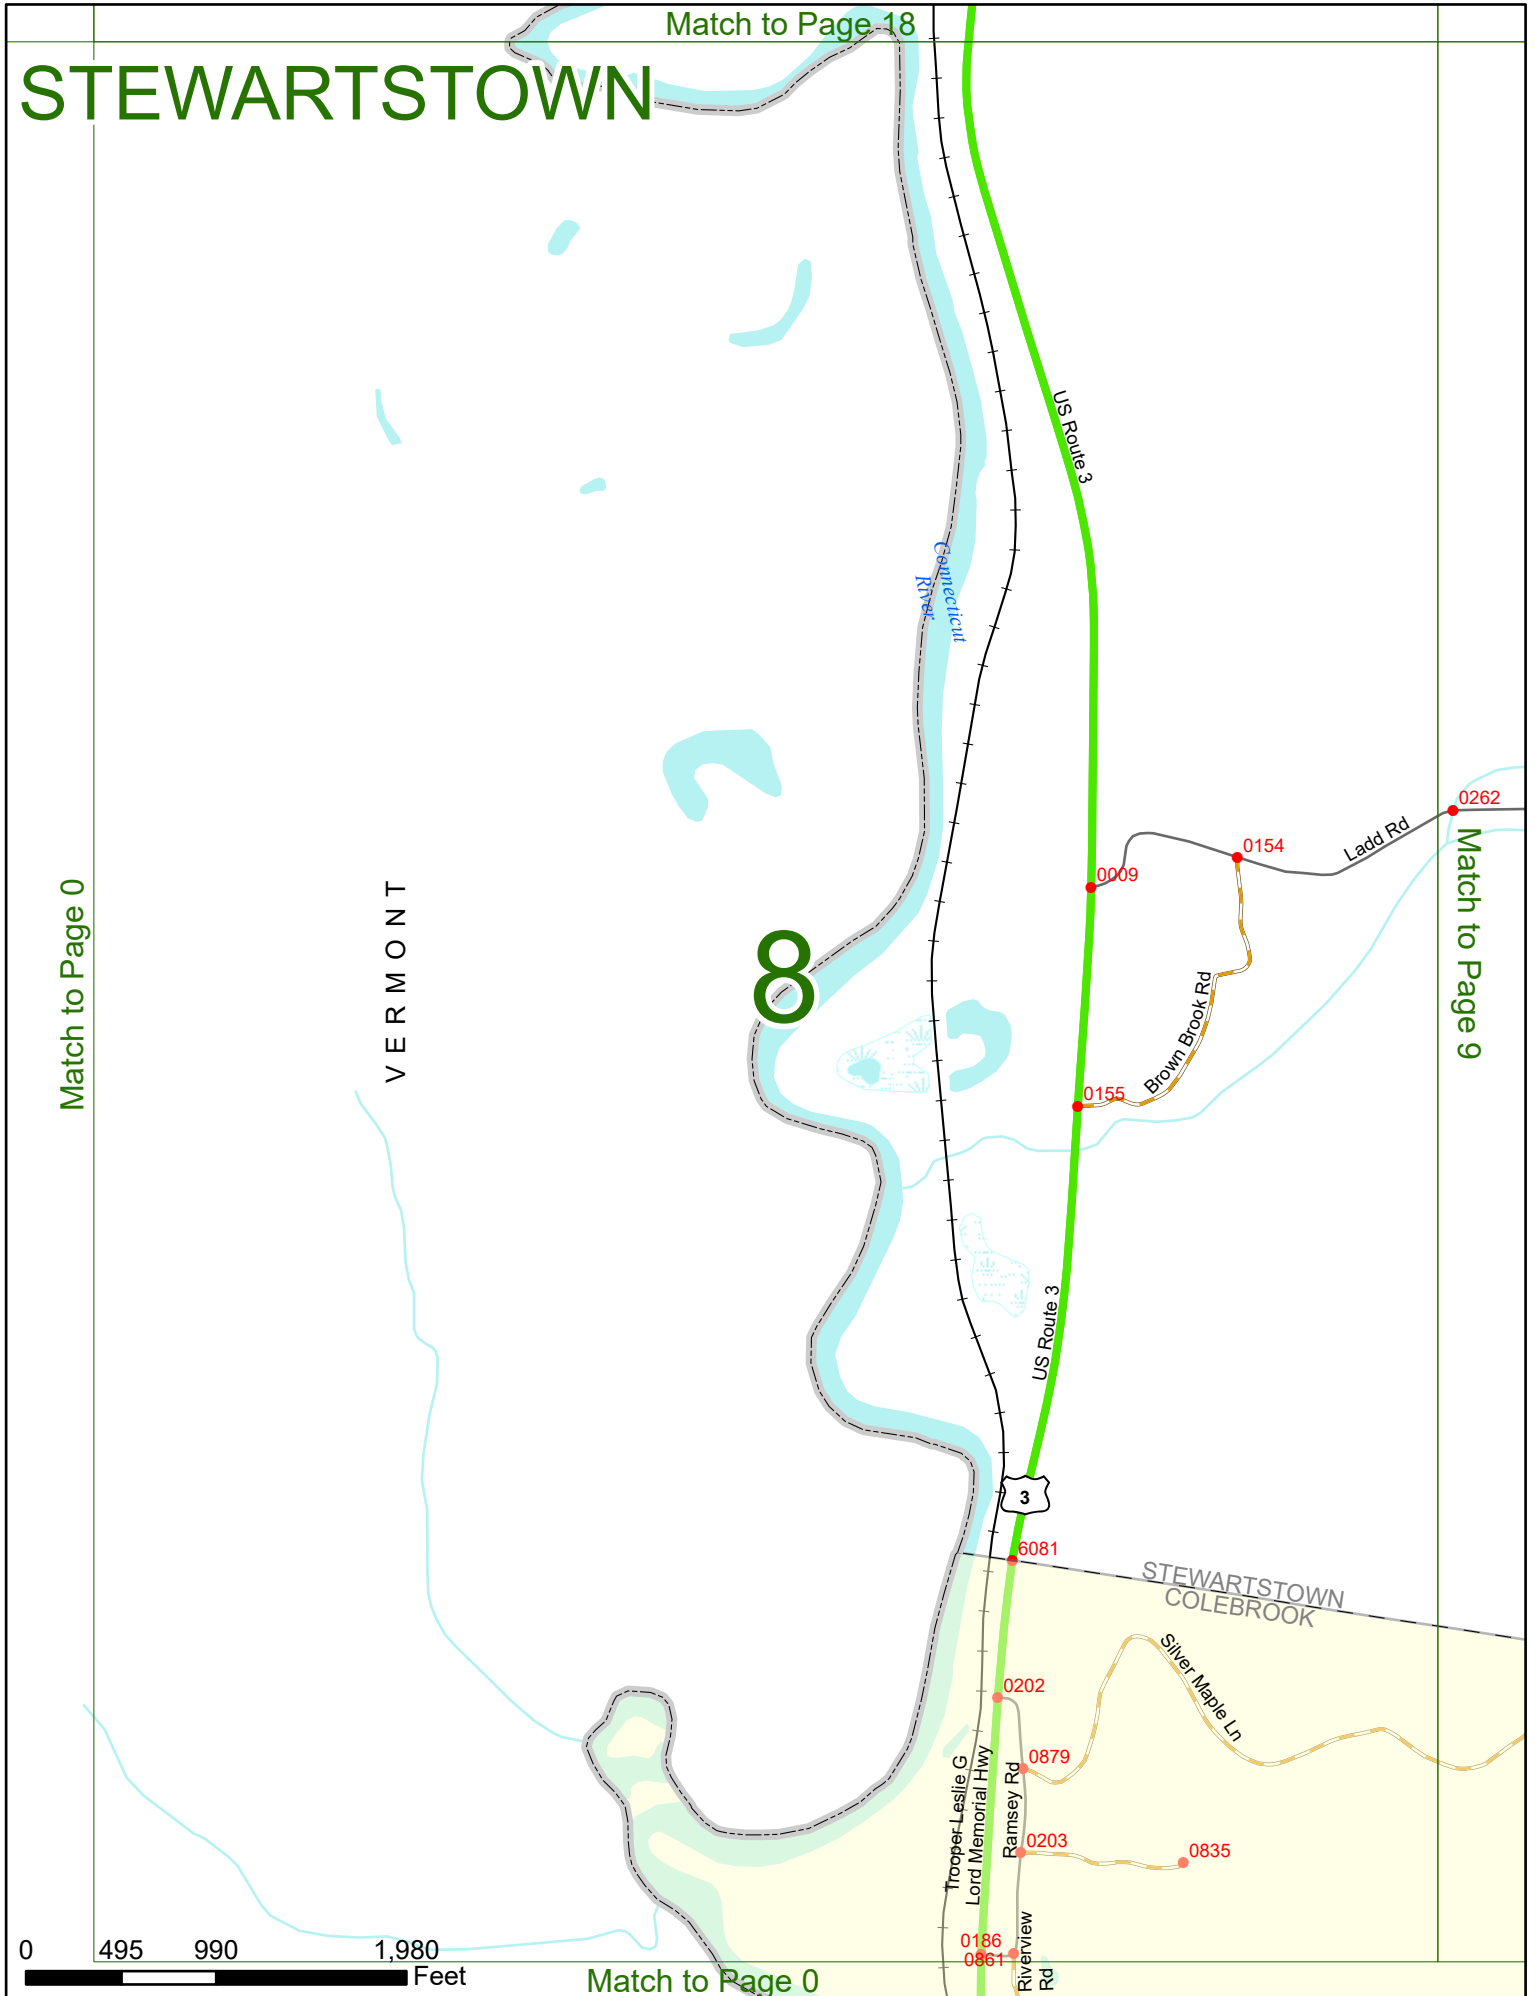 Match to Page 18
STEWARTSTOWN
US Route 3
Connecticut
River
0262
Ladd Rd
0154
0009
Match to Page 9
Match to Page 0
VERMONT
8
Brown Brook Rd
0155
US Route 3
3
6081
STEWARTSTOWN
COLEBROOK
Silver Maple Ln
0202
0879
Trooper Leslie G
Lord Memorial Hwy
Ramsey Rd
0203
0835
0186
0861
Riverview
Rd
0 495 990 1,980
Feet
Match to Page 0